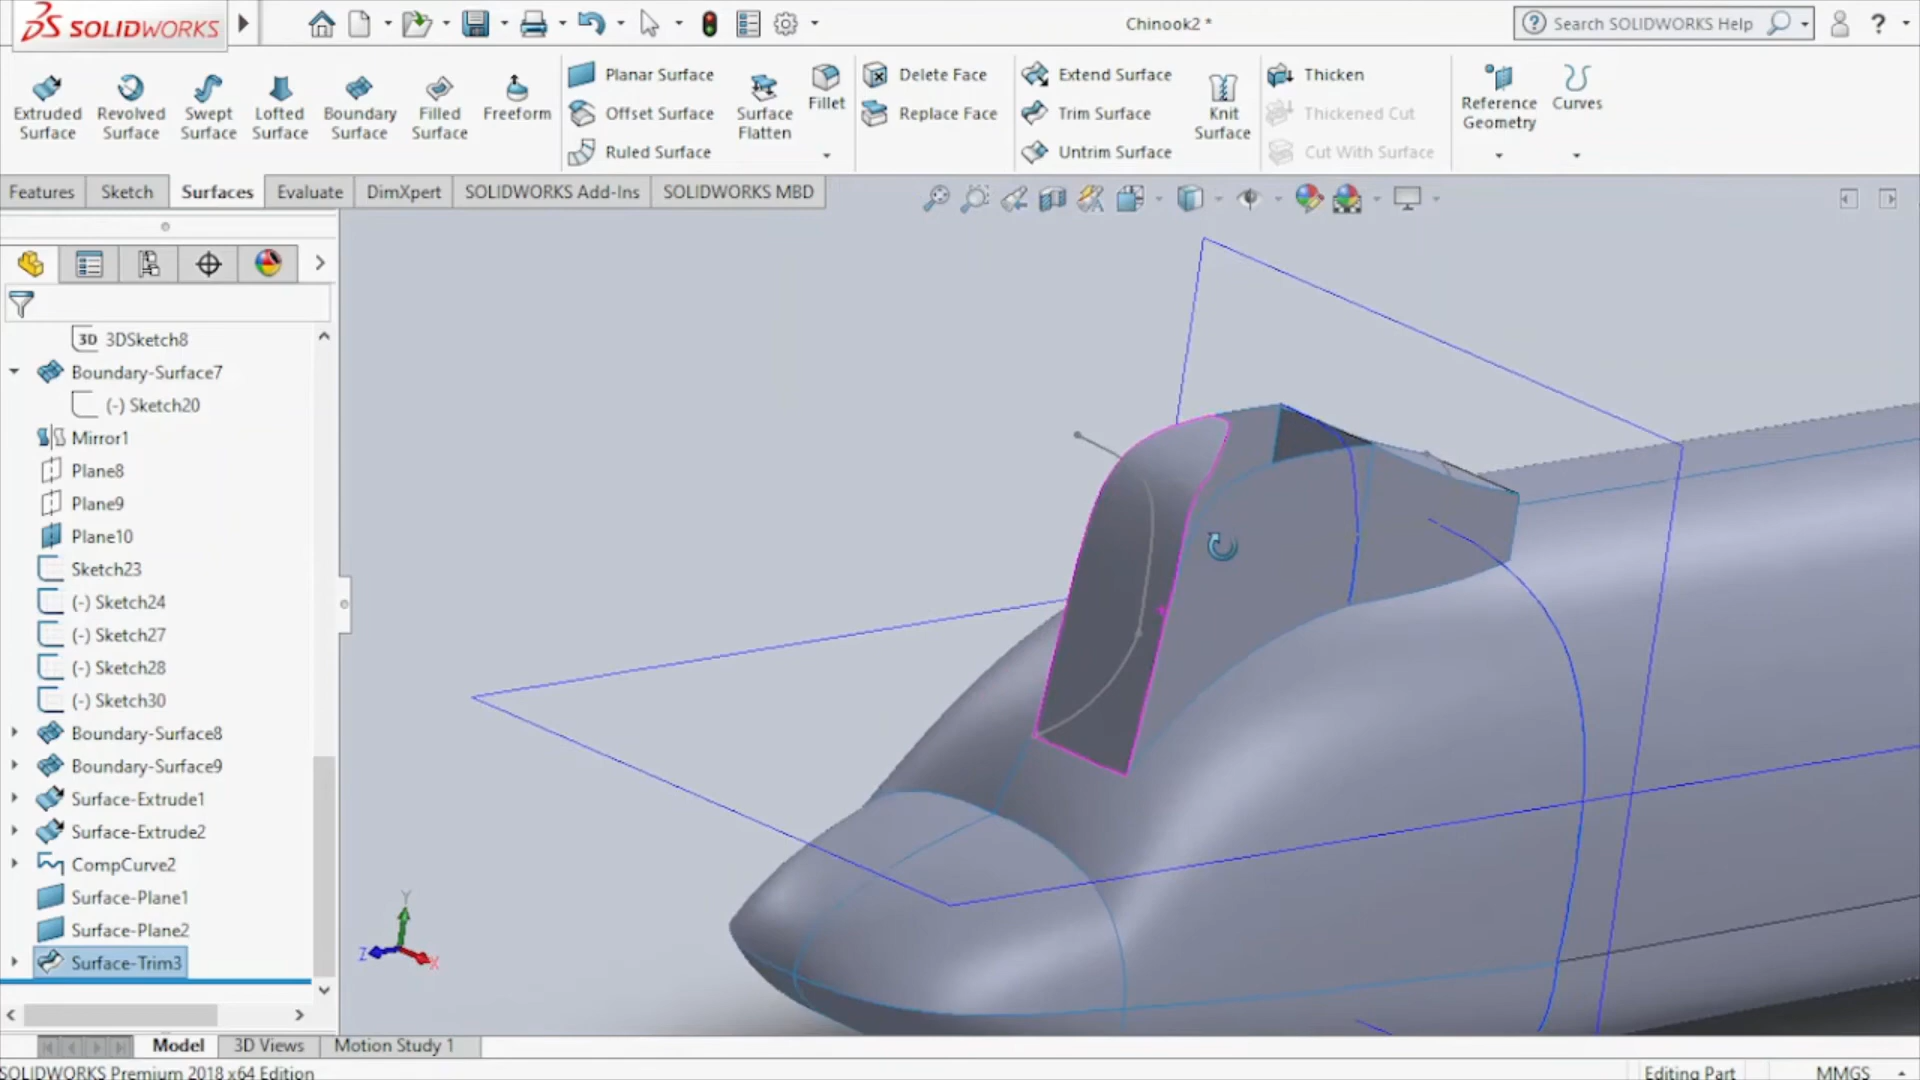 SOLIDWORKS
Chinook2 *
Search SOLIDWORKS Help
?
Extruded Surface
Revolved Surface
Swept Surface
Lofted Surface
Boundary Surface
Filled Surface
Freeform
Planar Surface
Offset Surface
Ruled Surface
Surface Flatten
Fillet
Delete Face
Replace Face
Extend Surface
Trim Surface
Untrim Surface
Knit Surface
Thicken
Thickened Cut
Cut With Surface
Reference Geometry
Curves
Features
Sketch
Surfaces
Evaluate
DimXpert
SOLIDWORKS Add-Ins
SOLIDWORKS MBD
3D 3DSketch8
Boundary-Surface7
(-) Sketch20
Mirror1
Plane8
Plane9
Plane10
Sketch23
(-) Sketch24
(-) Sketch27
(-) Sketch28
(-) Sketch30
Boundary-Surface8
Boundary-Surface9
Surface-Extrude1
Surface-Extrude2
CompCurve2
Surface-Plane1
Surface-Plane2
Surface-Trim3
Y
Z
X
Model
3D Views
Motion Study 1
SOLIDWORKS Premium 2018 x64 Edition
Editing Part
MMGS